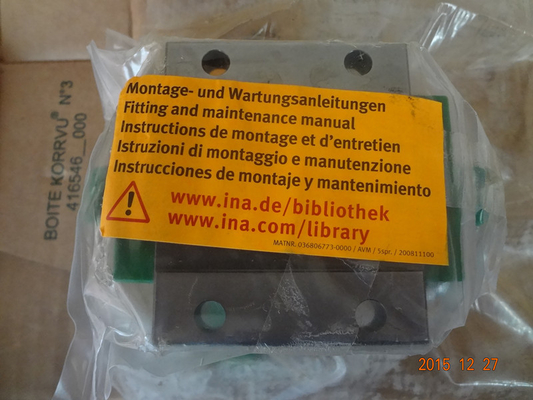 BOITE KORRVU® N°3
416546_000
Montage- und Wartungsanleitungen
Fitting and maintenance manual
Instructions de montage et d'entretien
Istruzioni di montaggio e manutenzione
Instrucciones de montaje y mantenimiento
www.ina.de/bibliothek
www.ina.com/library
MATNR. 036806773-0000 / AVM / 5spr. / 200811100
2015 12 27